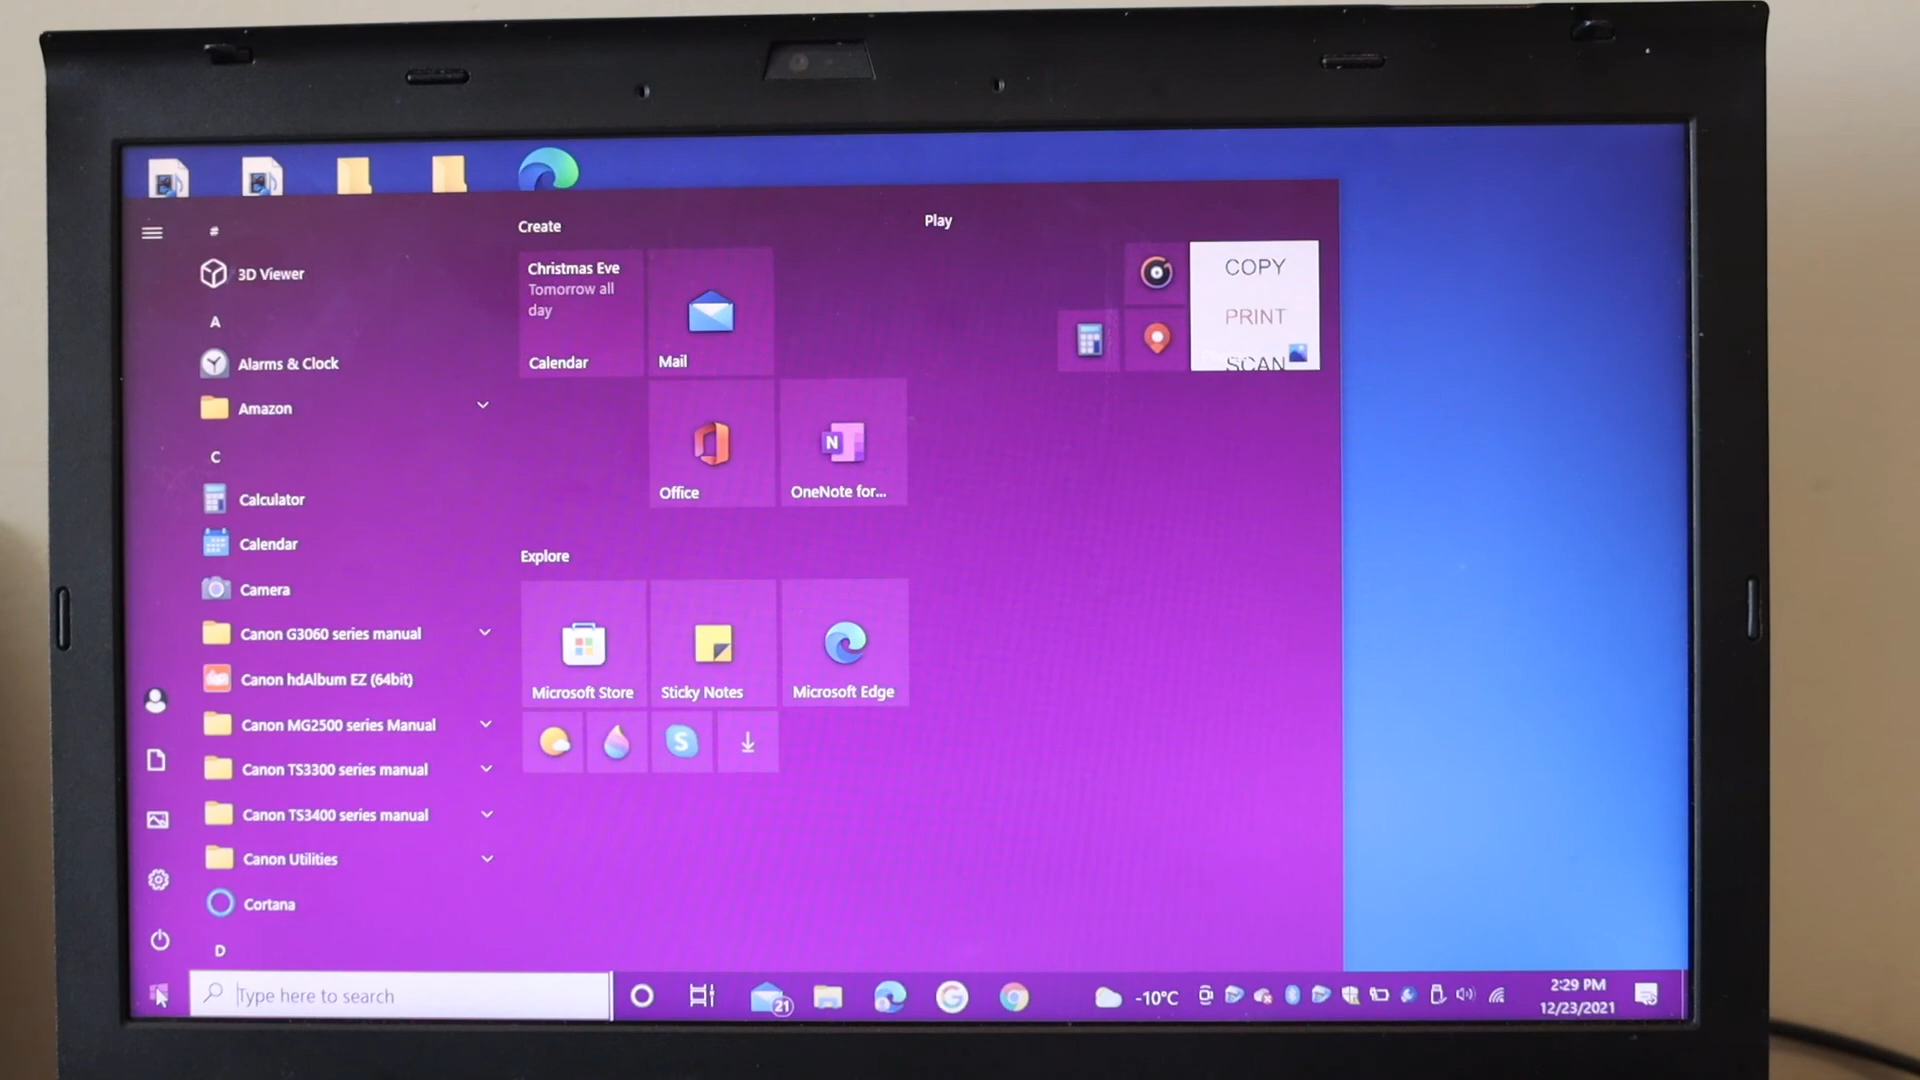 #
3D Viewer
A
Alarms & Clock
Amazon
C
Calculator
Calendar
Camera
Canon G3060 series manual
Canon hdAlbum EZ (64bit)
Canon MG2500 series Manual
Canon TS3300 series manual
Canon TS3400 series manual
Canon Utilities
Cortana
D
Create
Christmas Eve
Tomorrow all
day
Calendar
Mail
Office
N
OneNote for...
Explore
Microsoft Store
Sticky Notes
Microsoft Edge
S
Play
COPY
PRINT
SCAN
Type here to search
21
G
-10°C
2:29 PM
12/23/2021